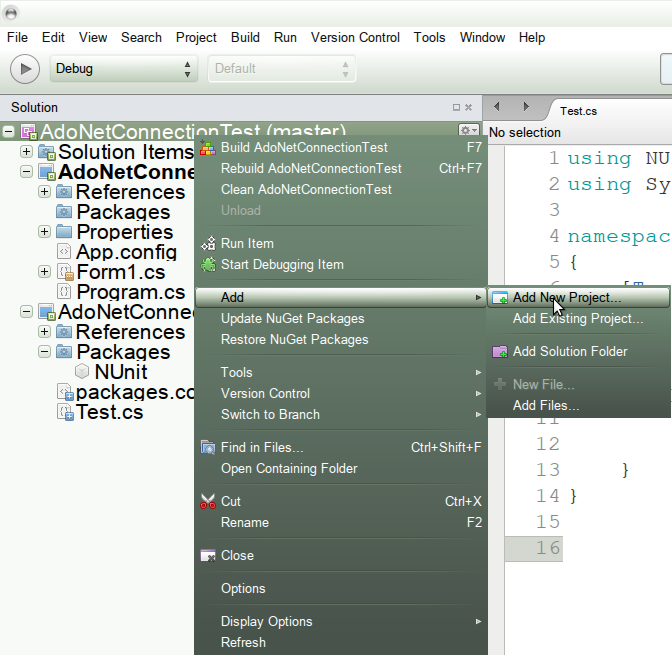 File Edit View Search Project Build Run Version Control Tools Window Help
Debug Default
Solution
Test.cs
No selection
AdoNetConnectionTest (master)
Solution Items
AdoNetConne
References
Packages
Properties
App.config
Form1.cs
Program.cs
AdoNetConne
References
Packages
NUnit
packages.co
Test.cs
Build AdoNetConnectionTest F7
Rebuild AdoNetConnectionTest Ctrl+F7
Clean AdoNetConnectionTest
Unload
Run Item
Start Debugging Item
Add
Update NuGet Packages
Restore NuGet Packages
Tools
Version Control
Switch to Branch
Find in Files... Ctrl+Shift+F
Open Containing Folder
Cut Ctrl+X
Rename F2
Close
Options
Display Options
Refresh
Add New Project...
Add Existing Project...
Add Solution Folder
New File...
Add Files...
1 using NU
2 using Sy
3
4 namespac
5 {
6 [T
11
12
13 }
14 }
15
16